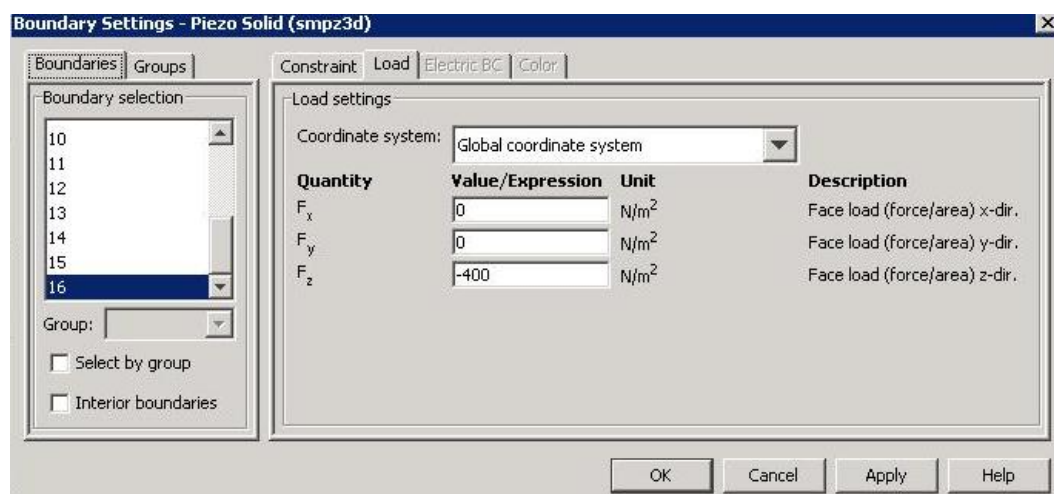 Boundary Settings - Piezo Solid (smpz3d)
Boundaries Groups
Boundary selection
10
11
12
13
14
15
16
Group:
Select by group
Interior boundaries
Constraint Load Electric BC Color
Load settings
Coordinate system: Global coordinate system
Quantity Value/Expression Unit Description
Fx 0 N/m² Face load (force/area) x-dir.
Fy 0 N/m² Face load (force/area) y-dir.
Fz -400 N/m² Face load (force/area) z-dir.
OK Cancel Apply Help